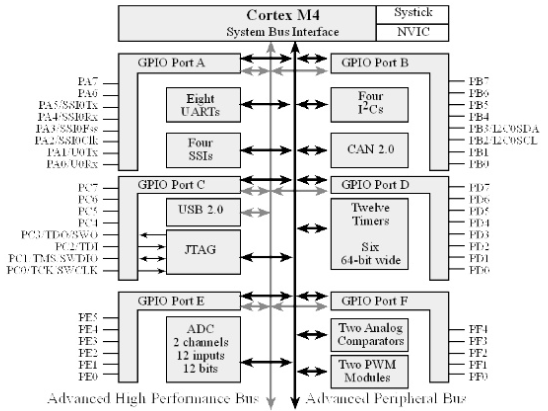 Cortex M4
System Bus Interface
Systick
NVIC
GPIO Port A
GPIO Port B
PA7
PA6
PA5/SSI0Tx
PA4/SSI0Rx
PA3/SSI0Fss
PA2/SSI0Clk
PA1/U0Tx
PA0/U0Rx
Eight
UARTs
Four
SSIs
Four
I2Cs
CAN 2.0
PB7
PB6
PB5
PB4
PB3/I2C0SDA
PB2/I2C0SCL
PB1
PB0
GPIO Port C
GPIO Port D
PC7
PC6
PC5
PC4
PC3/TDO/SWO
PC2/TDI
PC1/TMS/SWDIO
PC0/TCK/SWCLK
USB 2.0
JTAG
Twelve
Timers
Six
64-bit wide
PD7
PD6
PD5
PD4
PD3
PD2
PD1
PD0
GPIO Port E
GPIO Port F
PE5
PE4
PE3
PE2
PE1
PE0
ADC
2 channels
12 inputs
12 bits
Two Analog
Comparators
Two PWM
Modules
PF4
PF3
PF2
PF1
PF0
Advanced High Performance Bus
Advanced Peripheral Bus